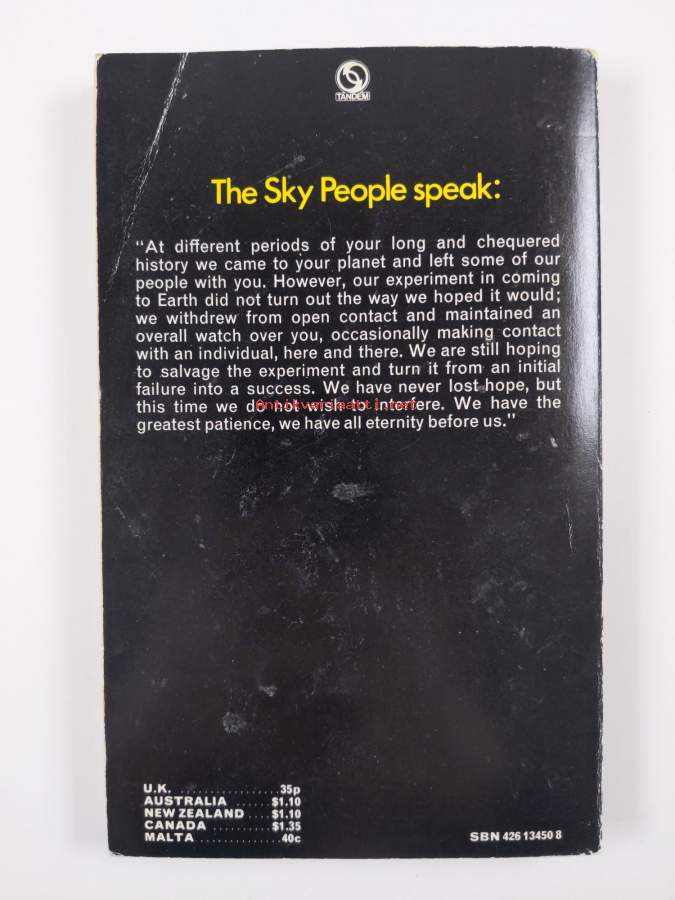 TANDEM
The Sky People speak:
"At different periods of your long and chequered
history we came to your planet and left some of our
people with you. However, our experiment in coming
to Earth did not turn out the way we hoped it would;
we withdrew from open contact and maintained an
overall watch over you, occasionally making contact
with an individual, here and there. We are still hoping
to salvage the experiment and turn it from an initial
failure into a success. We have never lost hope, but
this time we do not wish to interfere. We have the
Antikvariaatti.net
greatest patience, we have all eternity before us."
U.K. .................. 35p
AUSTRALIA ...... $1.10
NEW ZEALAND ... $1.10
CANADA .......... $1.35
MALTA .............. 40c
SBN 426 13450 8